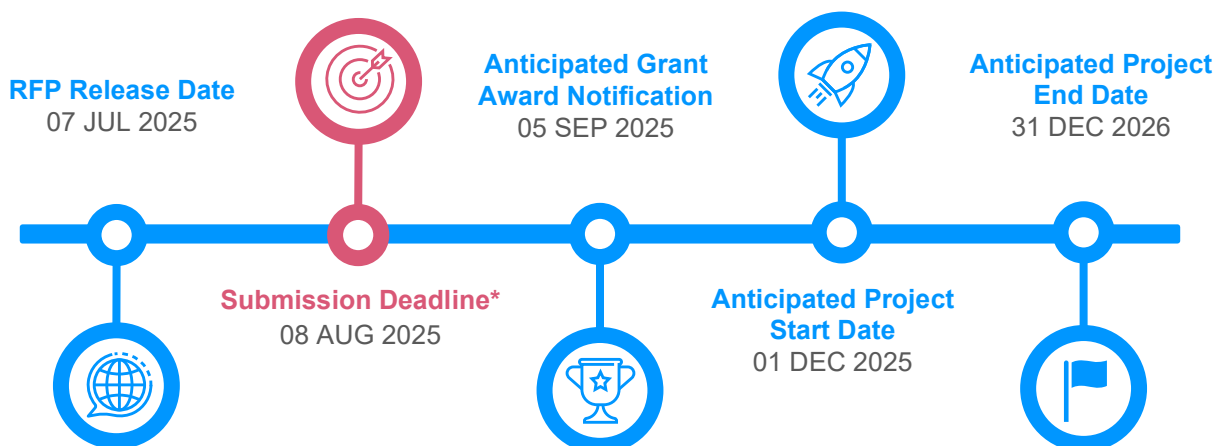 RFP Release Date
07 JUL 2025
Submission Deadline*
08 AUG 2025
Anticipated Grant
Award Notification
05 SEP 2025
Anticipated Project
Start Date
01 DEC 2025
Anticipated Project
End Date
31 DEC 2026